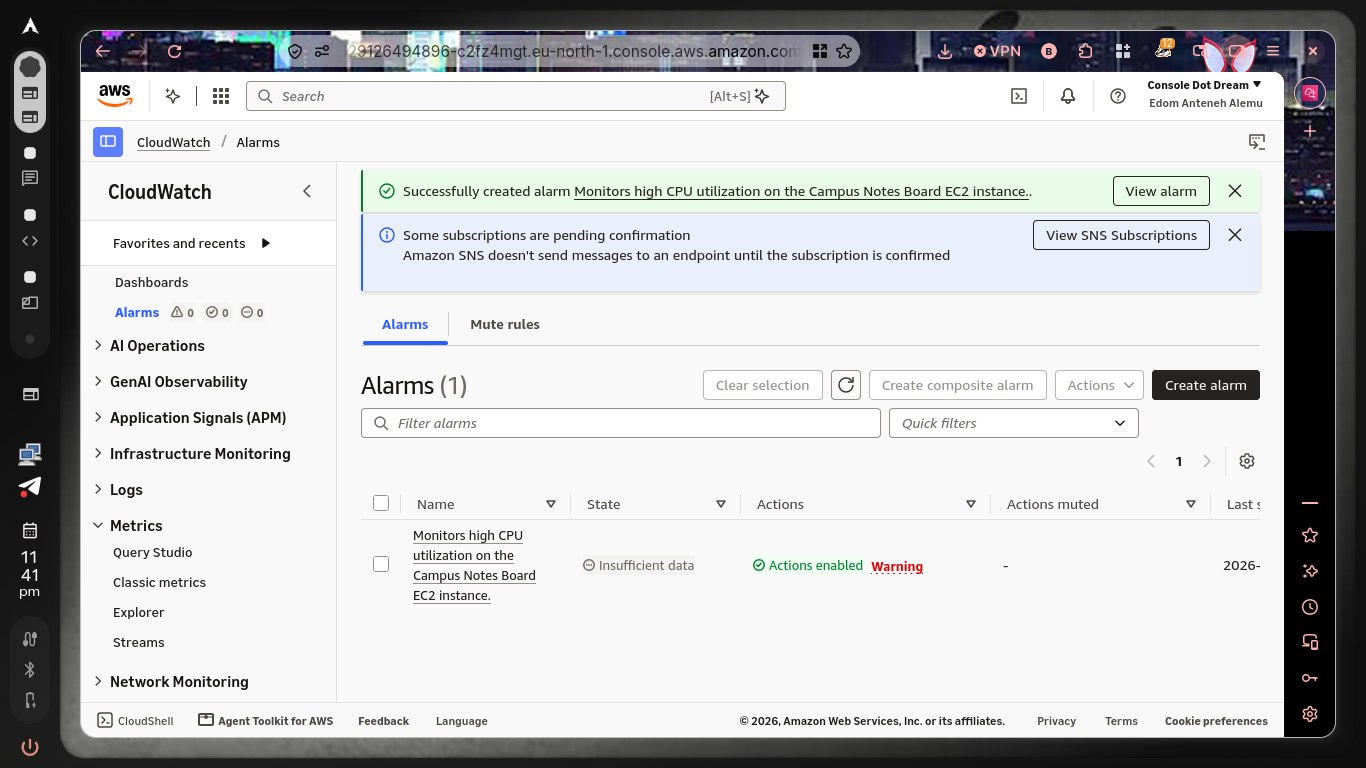 29126494896-c2fz4mgt.eu-north-1.console.aws.amazon.com
VPN
B
12
aws
Search
[Alt+S]
Console Dot Dream
Edom Anteneh Alemu
CloudWatch / Alarms
CloudWatch
Favorites and recents
Dashboards
Alarms 0 0 0
AI Operations
GenAI Observability
Application Signals (APM)
Infrastructure Monitoring
Logs
Metrics
Query Studio
Classic metrics
Explorer
Streams
Network Monitoring
Successfully created alarm Monitors high CPU utilization on the Campus Notes Board EC2 instance..
View alarm
Some subscriptions are pending confirmation
Amazon SNS doesn't send messages to an endpoint until the subscription is confirmed
View SNS Subscriptions
Alarms
Mute rules
Alarms (1)
Clear selection
Create composite alarm
Actions
Create alarm
Filter alarms
Quick filters
1
Name
State
Actions
Actions muted
Last s
Monitors high CPU
utilization on the
Campus Notes Board
EC2 instance.
Insufficient data
Actions enabled Warning
-
2026-
CloudShell
Agent Toolkit for AWS
Feedback
Language
© 2026, Amazon Web Services, Inc. or its affiliates.
Privacy
Terms
Cookie preferences
11
41
pm